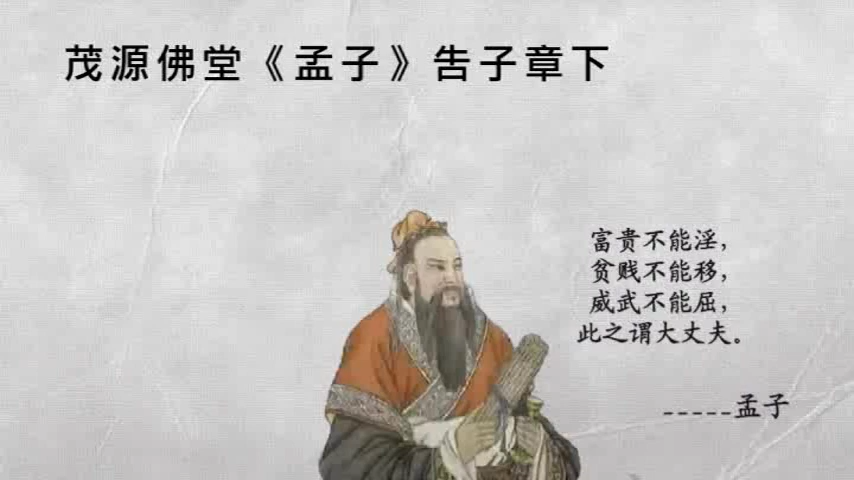 茂源佛堂《孟子》告子章下
富贵不能淫，
贫贱不能移，
威武不能屈，
此之谓大丈夫。
-----孟子